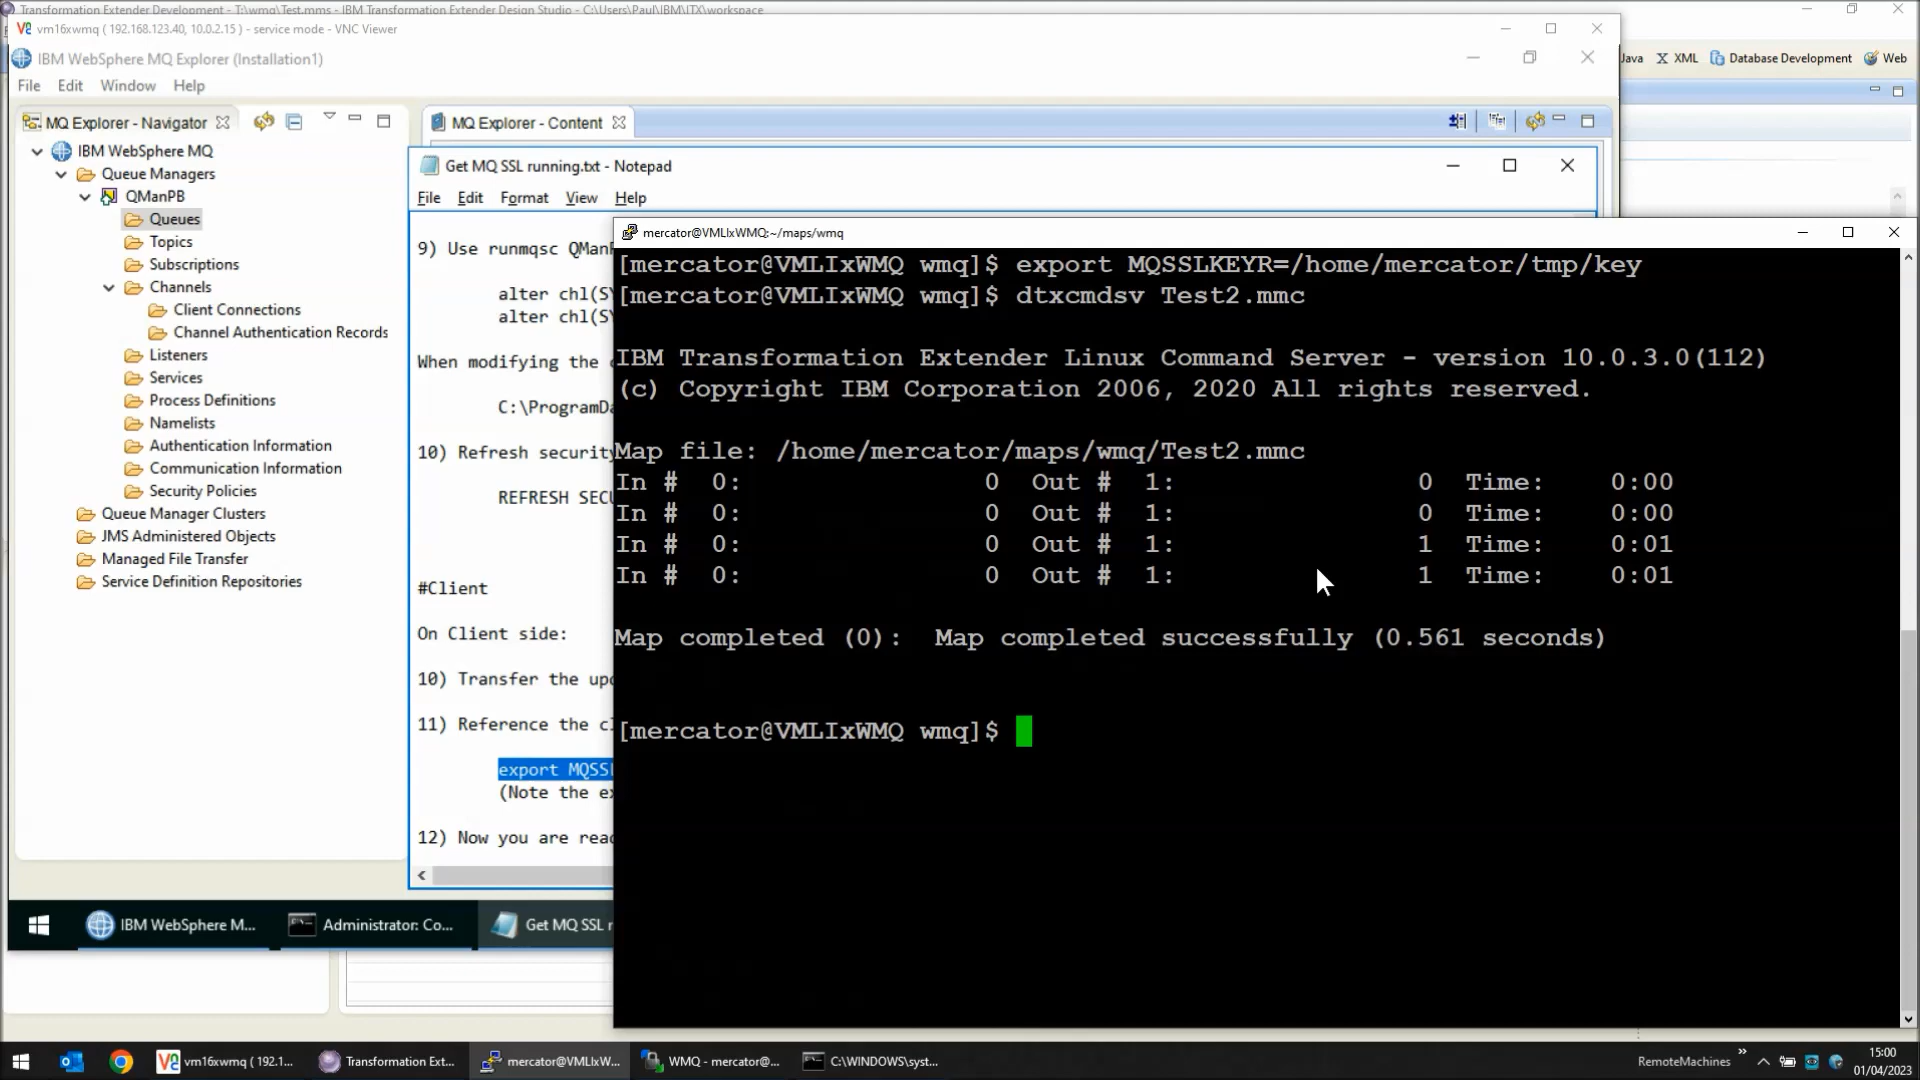 Transformation Extender Development - T:\wmq\Test.mms - IBM Transformation Extender Design Studio - C:\Users\Paul\IBM\ITX\workspace
vm16xwmq ( 192.168.123.40, 10.0.2.15 ) - service mode - VNC Viewer
IBM WebSphere MQ Explorer (Installation1)
Java XML Database Development Web
File Edit Window Help
MQ Explorer - Navigator
MQ Explorer - Content
IBM WebSphere MQ
Queue Managers
QManPB
Queues
Topics
Subscriptions
Channels
Client Connections
Channel Authentication Records
Listeners
Services
Process Definitions
Namelists
Authentication Information
Communication Information
Security Policies
Queue Manager Clusters
JMS Administered Objects
Managed File Transfer
Service Definition Repositories
Get MQ SSL running.txt - Notepad
File Edit Format View Help
9) Use runmqsc QManP
alter chl(SY
alter chl(SY
When modifying the c
C:\ProgramDa
10) Refresh security
REFRESH SECU
#Client
On Client side:
10) Transfer the upd
11) Reference the cl
export MQSSL
(Note the ex
12) Now you are read
mercator@VMLIxWMQ:~/maps/wmq
[mercator@VMLIxWMQ wmq]$ export MQSSLKEYR=/home/mercator/tmp/key
[mercator@VMLIxWMQ wmq]$ dtxcmdsv Test2.mmc
IBM Transformation Extender Linux Command Server - version 10.0.3.0(112)
(c) Copyright IBM Corporation 2006, 2020 All rights reserved.
Map file: /home/mercator/maps/wmq/Test2.mmc
In # 0: 0 Out # 1: 0 Time: 0:00
In # 0: 0 Out # 1: 0 Time: 0:00
In # 0: 0 Out # 1: 1 Time: 0:01
In # 0: 0 Out # 1: 1 Time: 0:01
Map completed (0): Map completed successfully (0.561 seconds)
[mercator@VMLIxWMQ wmq]$
IBM WebSphere M... Administrator: Co... Get MQ SSL r
vm16xwmq ( 192.1... Transformation Ext... mercator@VMLIxW... WMQ - mercator@... C:\WINDOWS\syst... RemoteMachines
15:00
01/04/2023